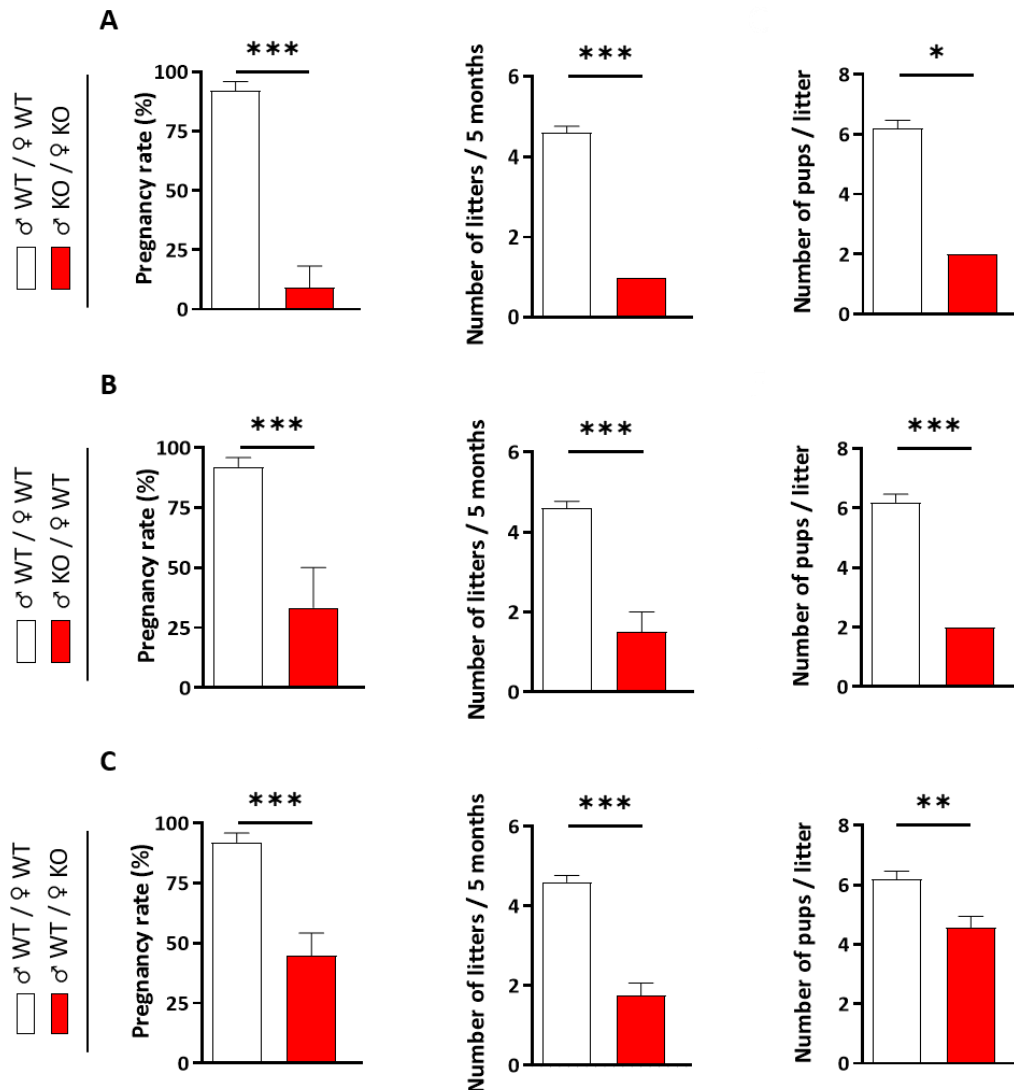 A
♂ WT / ♀ WT
♂ KO / ♀ KO
Pregnancy rate (%)
100
75
50
25
0
***
Number of litters / 5 months
6
4
2
0
***
Number of pups / litter
8
6
4
2
0
*
B
♂ WT / ♀ WT
♂ KO / ♀ WT
Pregnancy rate (%)
100
75
50
25
0
***
Number of litters / 5 months
6
4
2
0
***
Number of pups / litter
8
6
4
2
0
***
C
♂ WT / ♀ WT
♂ WT / ♀ KO
Pregnancy rate (%)
100
75
50
25
0
***
Number of litters / 5 months
6
4
2
0
***
Number of pups / litter
8
6
4
2
0
**